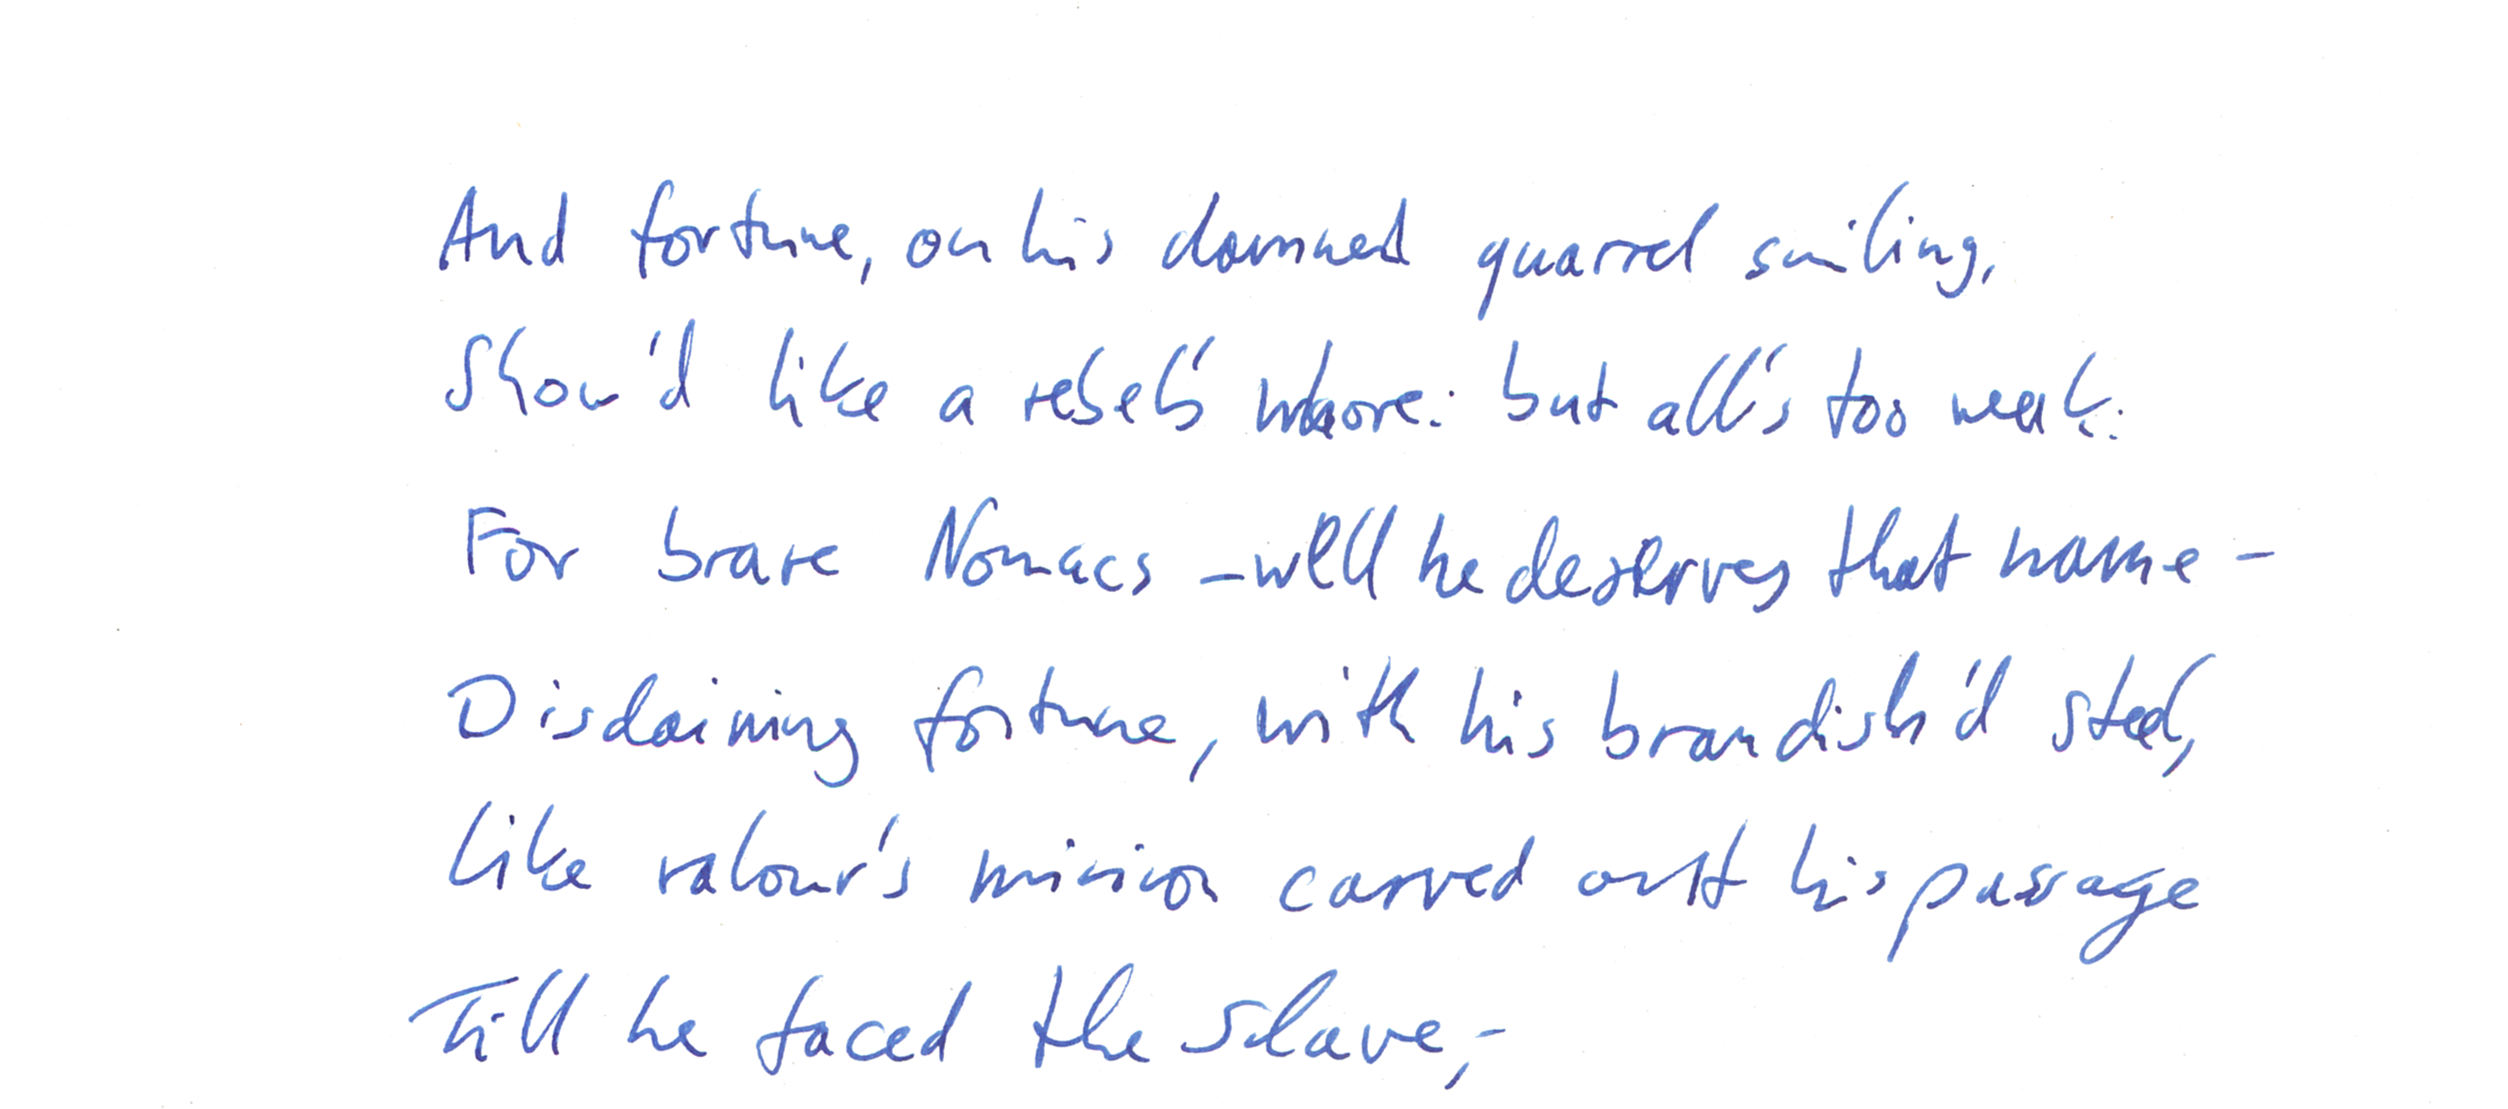 And fortune, on his damned quarrel smiling,
Show'd like a rebel's whore: but all's too weak:
For brave Nomacs - well he deserves that name -
Disdaining fortune, with his brandish'd steel,
Like valour's minion carved out his passage
Till he faced the slave,-